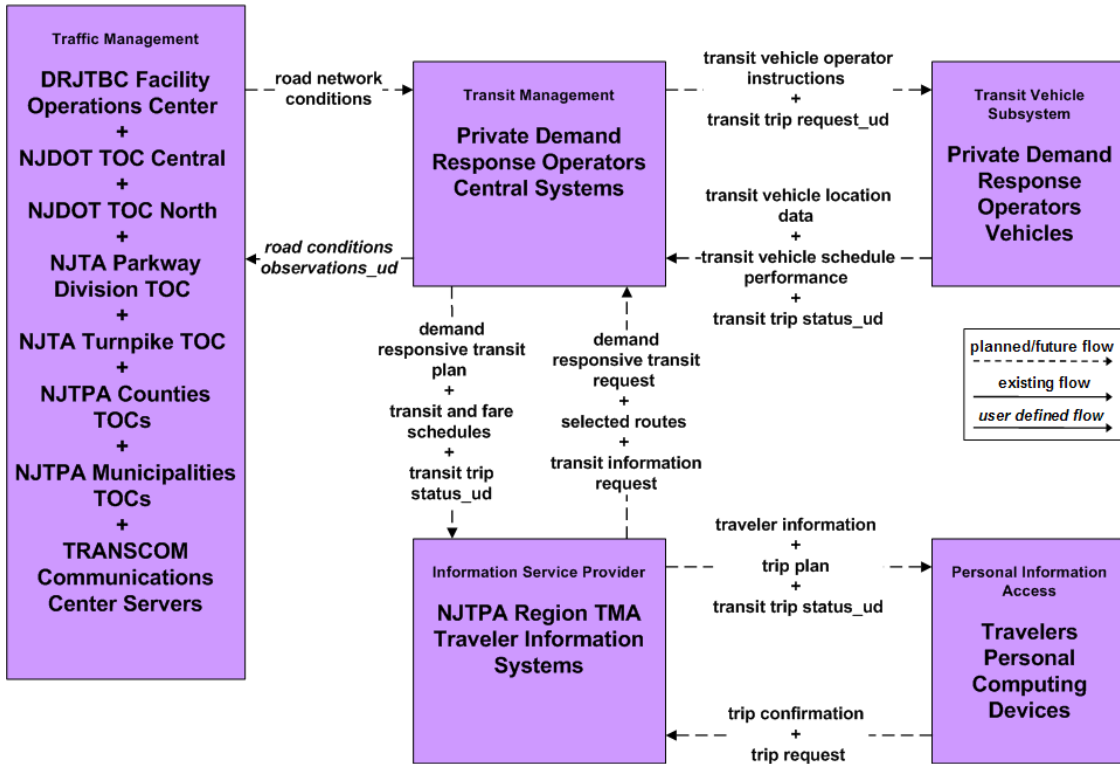 Traffic Management
DRJTBC Facility
Operations Center
+
NJDOT TOC Central
+
NJDOT TOC North
+
NJTA Parkway
Division TOC
+
NJTA Turnpike TOC
+
NJTPA Counties
TOCs
+
NJTPA Municipalities
TOCs
+
TRANSCOM
Communications
Center Servers
road network
conditions
road conditions
observations_ud
Transit Management
Private Demand
Response Operators
Central Systems
transit vehicle operator
instructions
+
transit trip request_ud
transit vehicle location
data
+
transit vehicle schedule
performance
+
transit trip status_ud
Transit Vehicle
Subsystem
Private Demand
Response
Operators
Vehicles
planned/future flow
existing flow
user defined flow
demand
responsive transit
plan
+
transit and fare
schedules
+
transit trip
status_ud
demand
responsive transit
request
+
selected routes
+
transit information
request
Information Service Provider
NJTPA Region TMA
Traveler Information
Systems
traveler information
+
trip plan
+
transit trip status_ud
trip confirmation
+
trip request
Personal Information
Access
Travelers
Personal
Computing
Devices